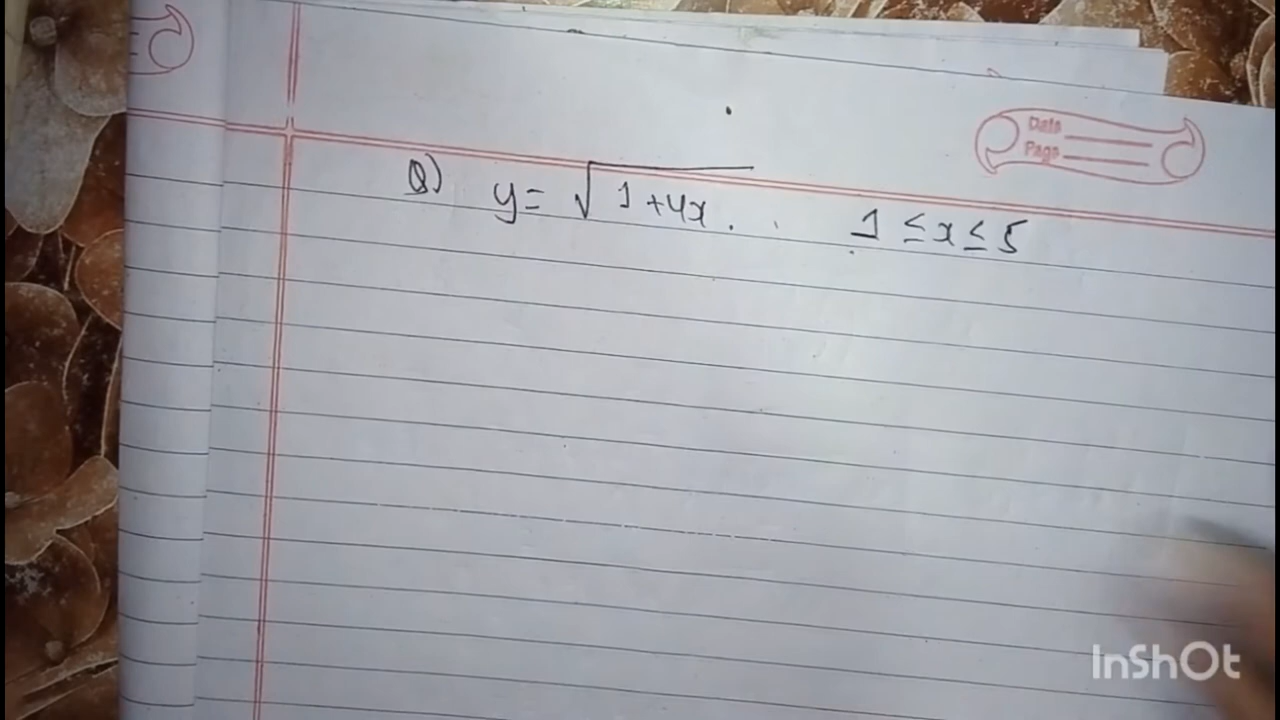 Date
Page
Q) y = √1+4x . 1 ≤ x ≤ 5
InShOt